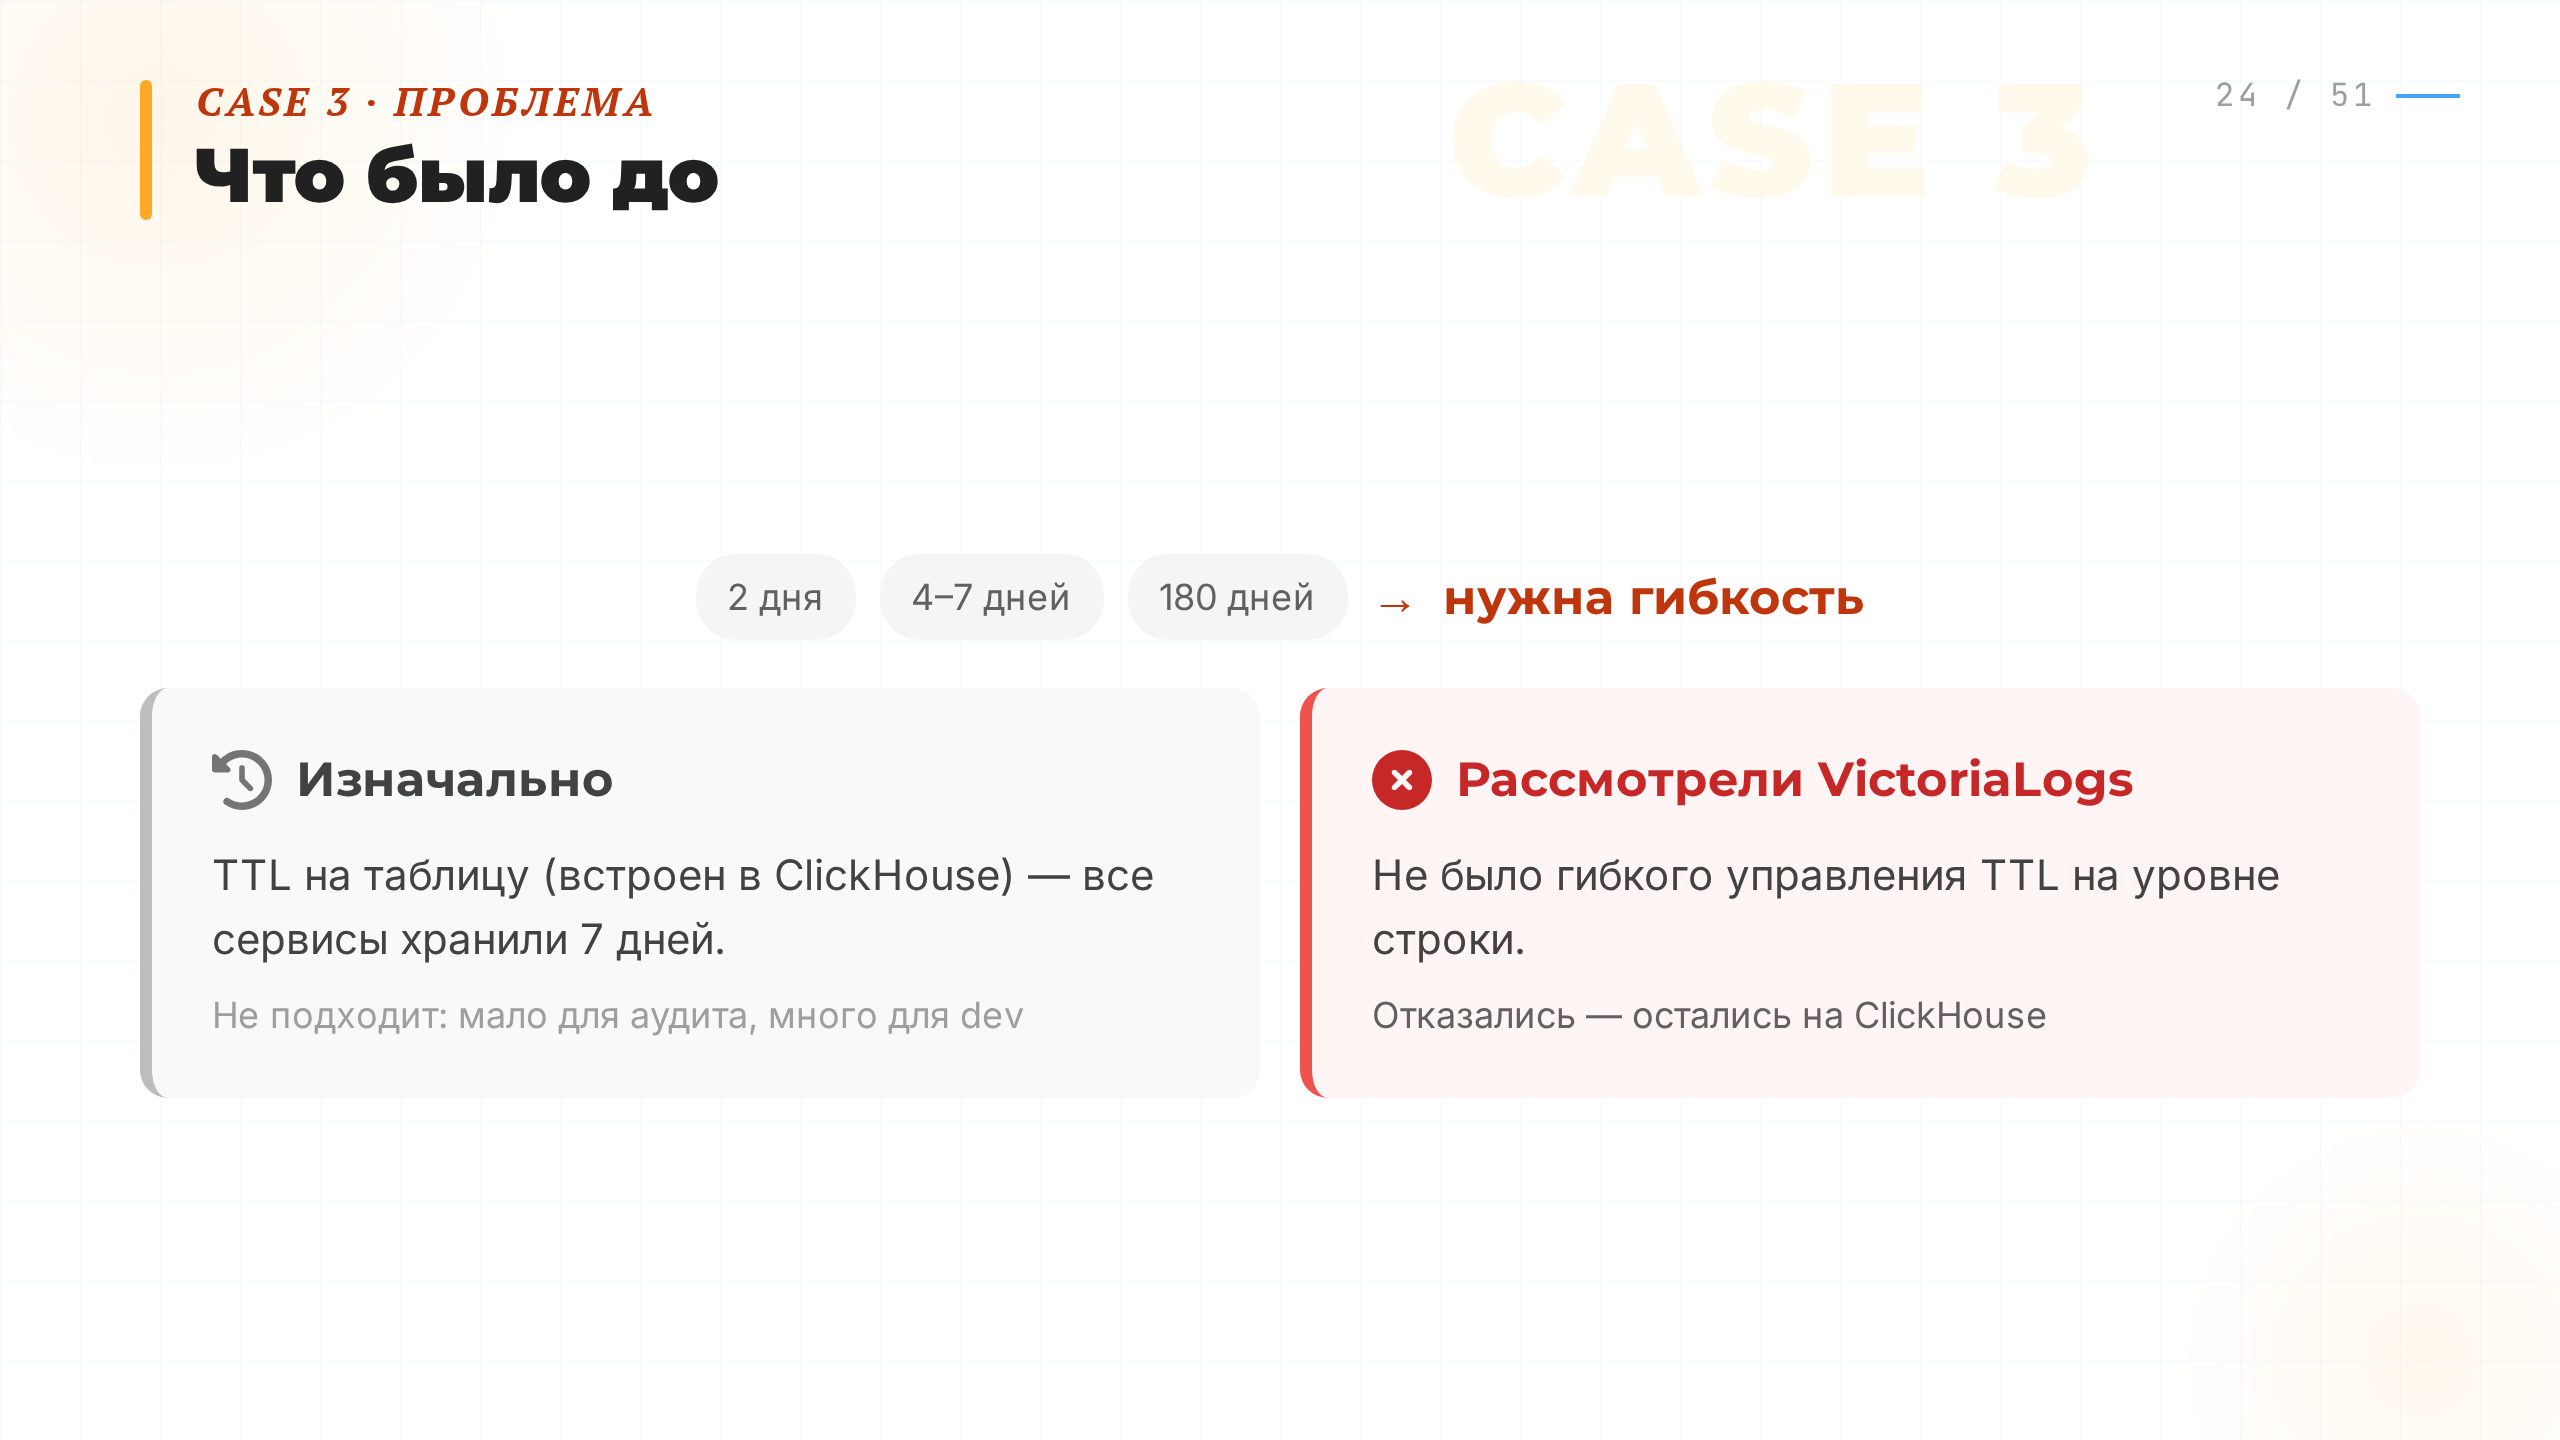 CASE 3 · ПРОБЛЕМА
Что было до
CASE 3
24 / 51
2 дня
4–7 дней
180 дней
→ нужна гибкость
Изначально
TTL на таблицу (встроен в ClickHouse) — все
сервисы хранили 7 дней.
Не подходит: мало для аудита, много для dev
Рассмотрели VictoriaLogs
Не было гибкого управления TTL на уровне
строки.
Отказались — остались на ClickHouse